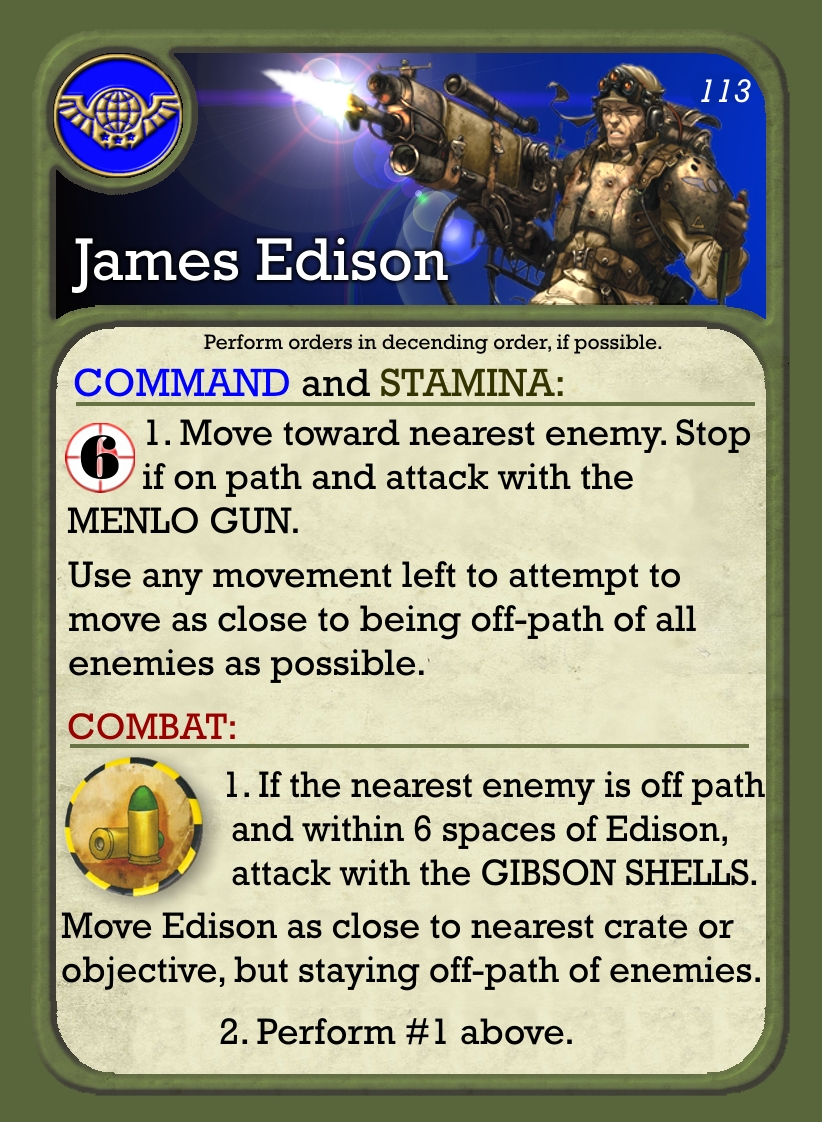 113
James Edison
Perform orders in decending order, if possible.
COMMAND and STAMINA:
6 1. Move toward nearest enemy. Stop
if on path and attack with the
MENLO GUN.
Use any movement left to attempt to
move as close to being off-path of all
enemies as possible.
COMBAT:
1. If the nearest enemy is off path
and within 6 spaces of Edison,
attack with the GIBSON SHELLS.
Move Edison as close to nearest crate or
objective, but staying off-path of enemies.
2. Perform #1 above.